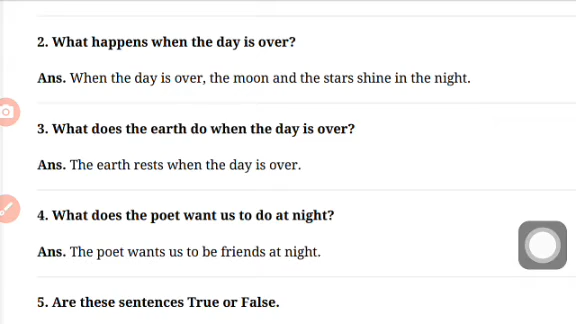 2. What happens when the day is over?
Ans. When the day is over, the moon and the stars shine in the night.
3. What does the earth do when the day is over?
Ans. The earth rests when the day is over.
4. What does the poet want us to do at night?
Ans. The poet wants us to be friends at night.
5. Are these sentences True or False.